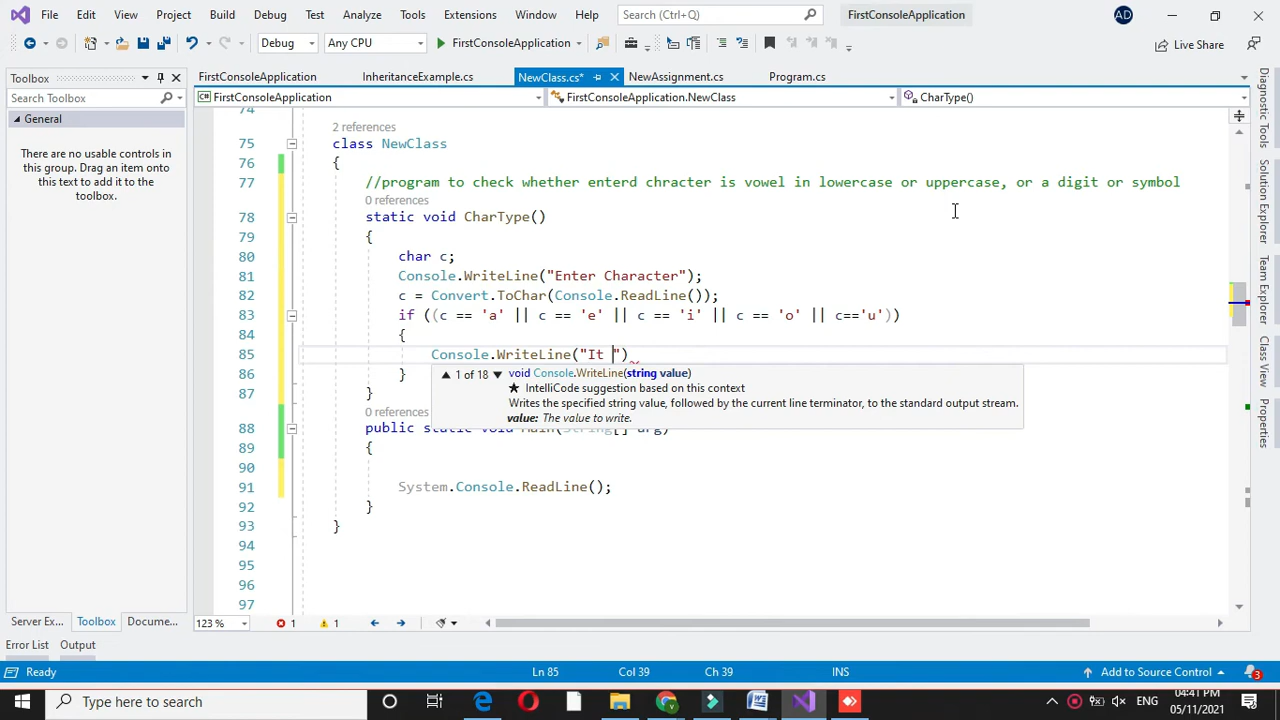 File Edit View Project Build Debug Test Analyze Tools Extensions Window Help Search (Ctrl+Q) FirstConsoleApplication AD
Debug Any CPU FirstConsoleApplication Live Share
Toolbox
Search Toolbox
General
There are no usable controls in
this group. Drag an item onto
this text to add it to the
toolbox.
FirstConsoleApplication InheritanceExample.cs NewClass.cs* NewAssignment.cs Program.cs
FirstConsoleApplication FirstConsoleApplication.NewClass CharType()
74
2 references
75 class NewClass
76 {
77 //program to check whether enterd chracter is vowel in lowercase or uppercase, or a digit or symbol
0 references
78 static void CharType()
79 {
80 char c;
81 Console.WriteLine("Enter Character");
82 c = Convert.ToChar(Console.ReadLine());
83 if ((c == 'a' || c == 'e' || c == 'i' || c == 'o' || c=='u'))
84 {
85 Console.WriteLine("It ")
86 }
1 of 18 void Console.WriteLine(string value)
★ IntelliCode suggestion based on this context
Writes the specified string value, followed by the current line terminator, to the standard output stream.
value: The value to write.
87 }
0 references
88 public static void Main(String[] arg)
89 {
90
91 System.Console.ReadLine();
92 }
93 }
94
95
96
97
Diagnostic Tools
Solution Explorer
Team Explorer
Properties
Server Ex... Toolbox Docume...
123 % 1 1
Error List Output
Ready Ln 85 Col 39 Ch 39 INS Add to Source Control 3
Type here to search ENG 04:41 PM
05/11/2021